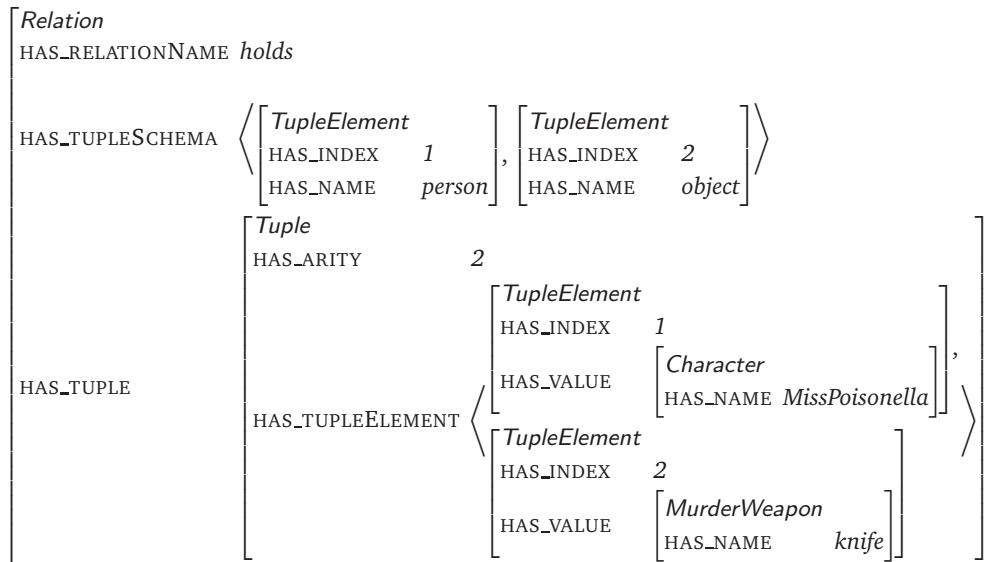 Relation
HAS_RELATIONNAME holds
HAS_TUPLESCHEMA ⟨[TupleElement HAS_INDEX 1 HAS_NAME person], [TupleElement HAS_INDEX 2 HAS_NAME object]⟩
Tuple
HAS_ARITY 2
TupleElement
HAS_INDEX 1
HAS_VALUE [Character HAS_NAME MissPoisonella],
HAS_TUPLE
HAS_TUPLEELEMENT
TupleElement
HAS_INDEX 2
HAS_VALUE [MurderWeapon HAS_NAME knife]